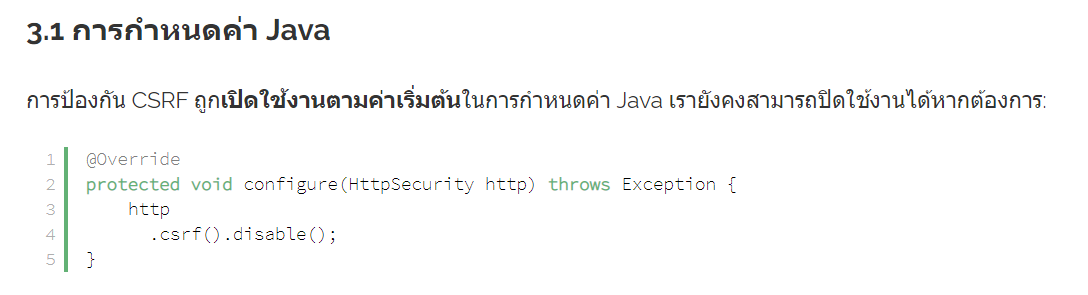 3.1 การกำหนดค่า Java
การป้องกัน CSRF ถูกเปิดใช้งานตามค่าเริ่มต้นในการกำหนดค่า Java เรายังคงสามารถปิดใช้งานได้หากต้องการ:
1 @Override
2 protected void configure(HttpSecurity http) throws Exception {
3     http
4       .csrf().disable();
5 }